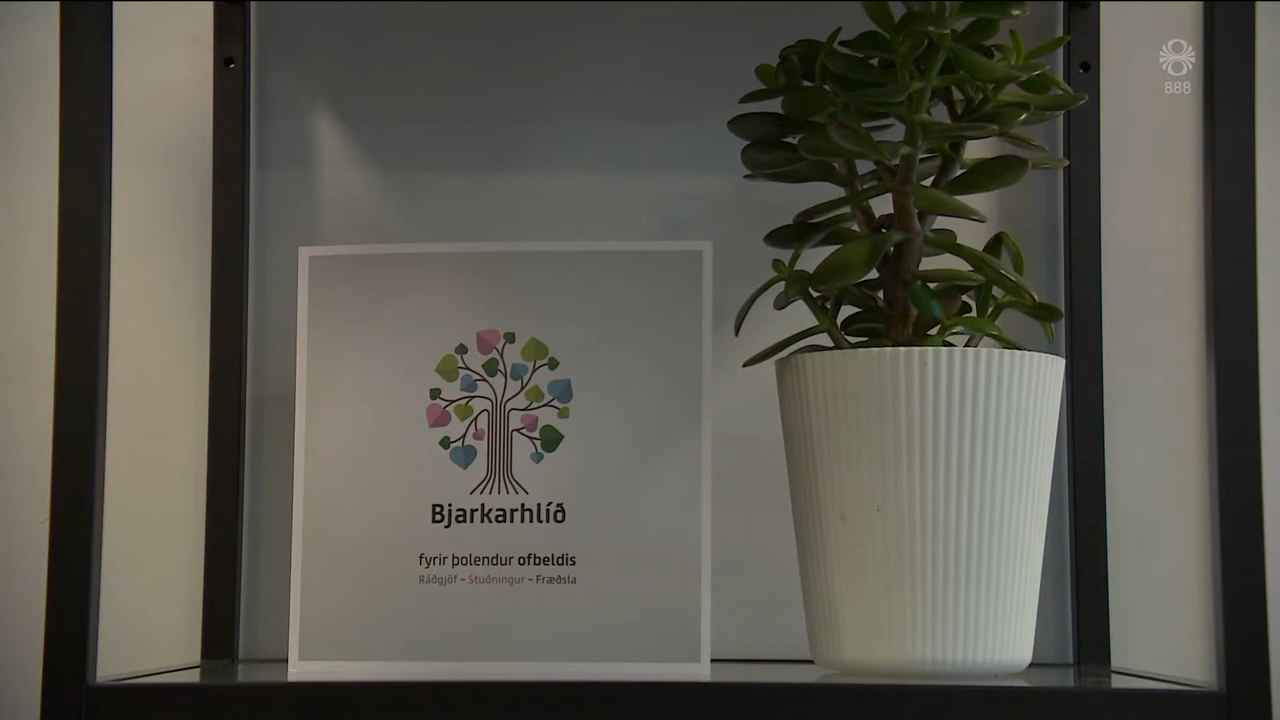 888
Bjarkarhlíð
fyrir þolendur ofbeldis
Ráðgjöf – Stuðningur – Fræðsla